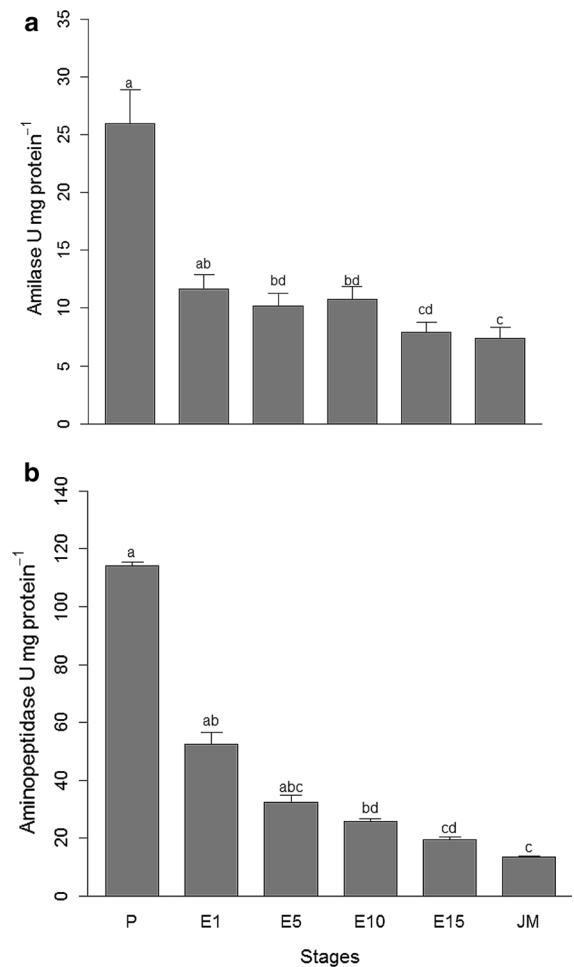 a
Amilase U mg protein⁻¹
35
30
25
20
15
10
5
0
a
ab
bd
bd
cd
c
b
Aminopeptidase U mg protein⁻¹
140
120
100
80
60
40
20
0
a
ab
abc
bd
cd
c
P E1 E5 E10 E15 JM
Stages